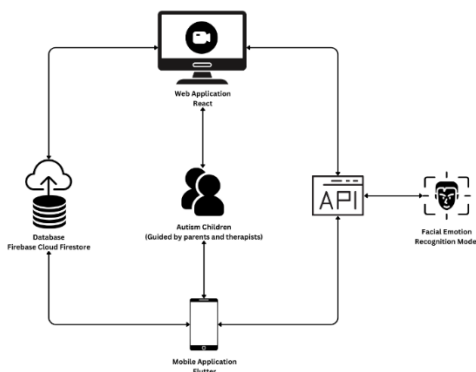 Web Application
React
API
Database
Firebase Cloud Firestore
Autism Children
(Guided by parents and therapists)
Facial Emotion
Recognition Mode
Mobile Application
Flutter